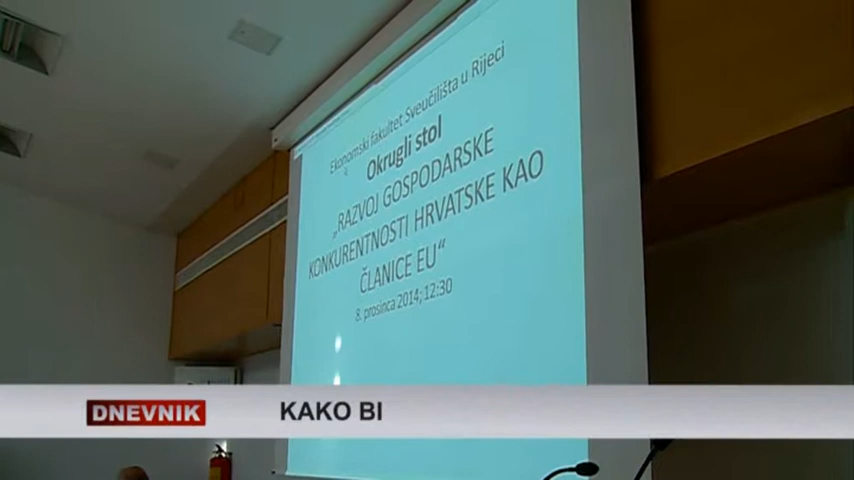 Ekonomski fakultet Sveučilišta u Rijeci
Okrugli stol
„RAZVOJ GOSPODARSKE
KONKURENTNOSTI HRVATSKE KAO
ČLANICE EU“
8. prosinca 2014; 12:30
DNEVNIK
KAKO BI